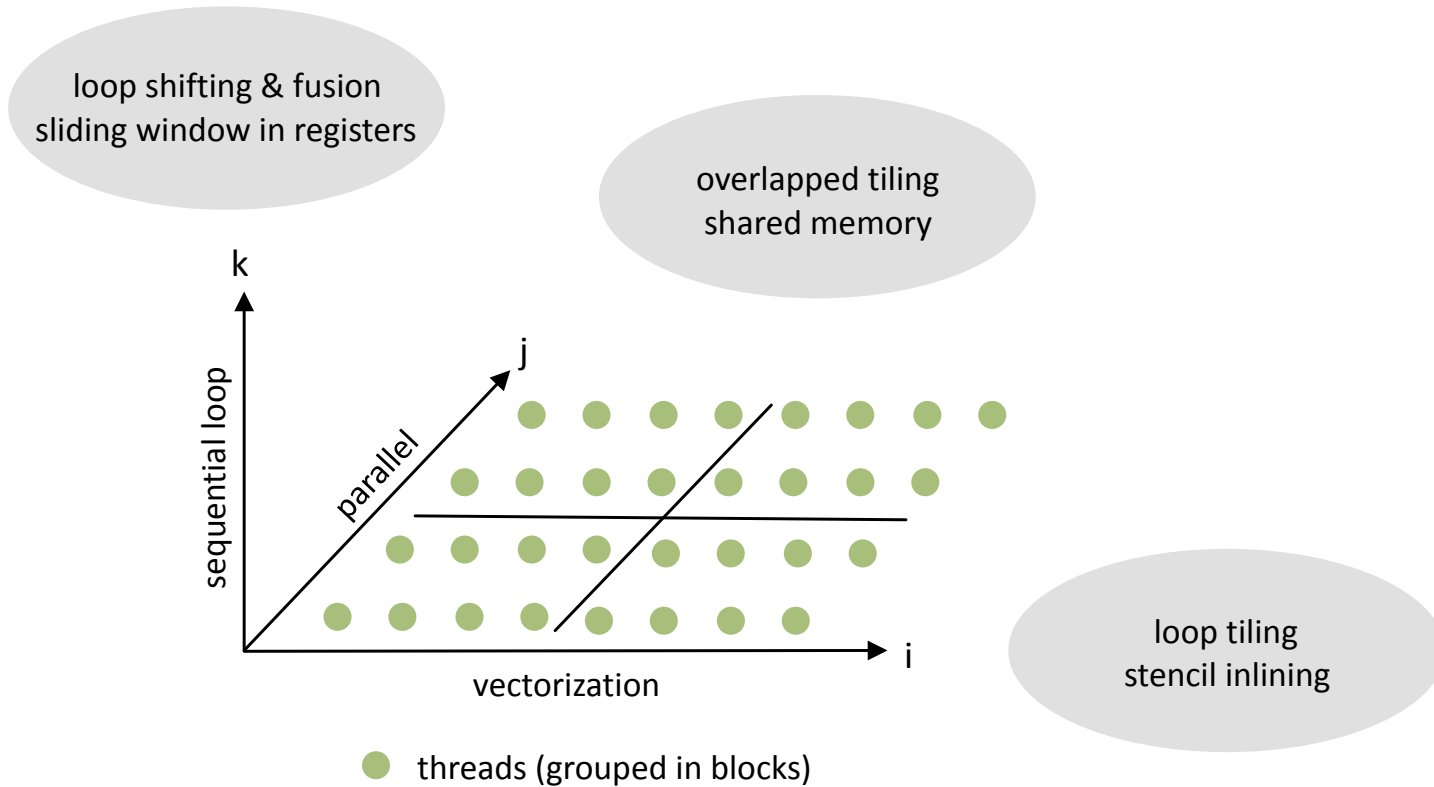 loop shifting & fusion
sliding window in registers
overlapped tiling
shared memory
k
j
sequential loop
parallel
i
vectorization
loop tiling
stencil inlining
threads (grouped in blocks)